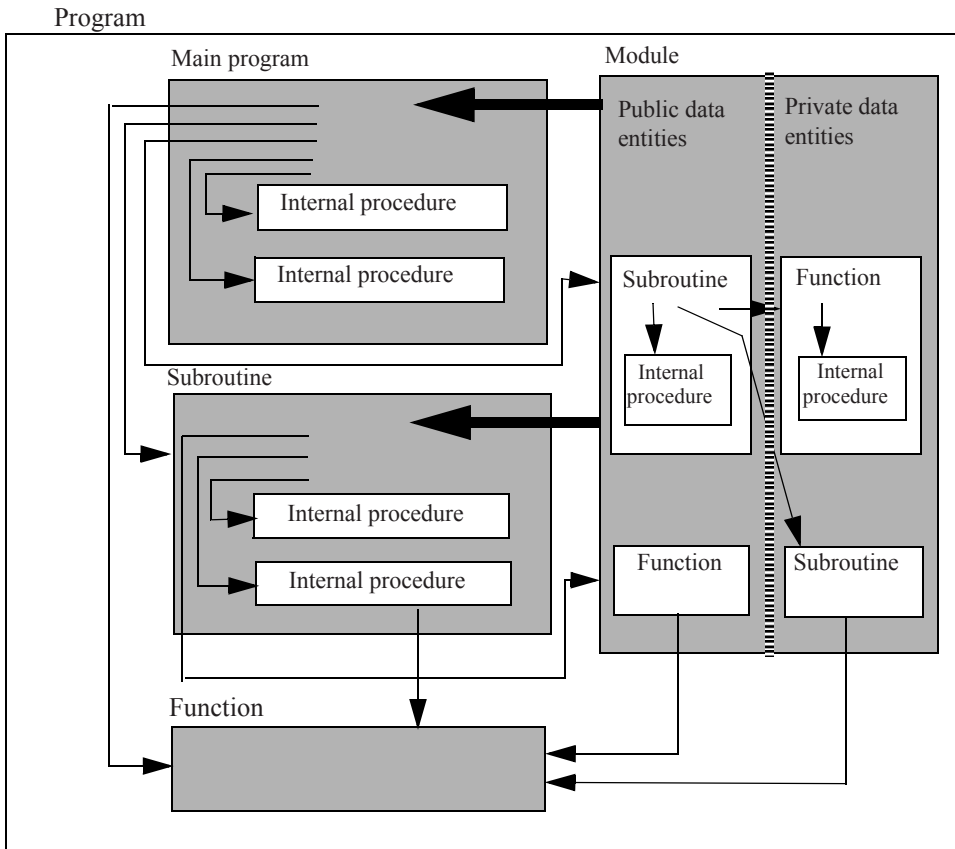 Program
Main program
Internal procedure
Internal procedure
Subroutine
Internal procedure
Internal procedure
Function
Module
Public data
entities
Private data
entities
Subroutine
Internal
procedure
Function
Internal
procedure
Function
Subroutine